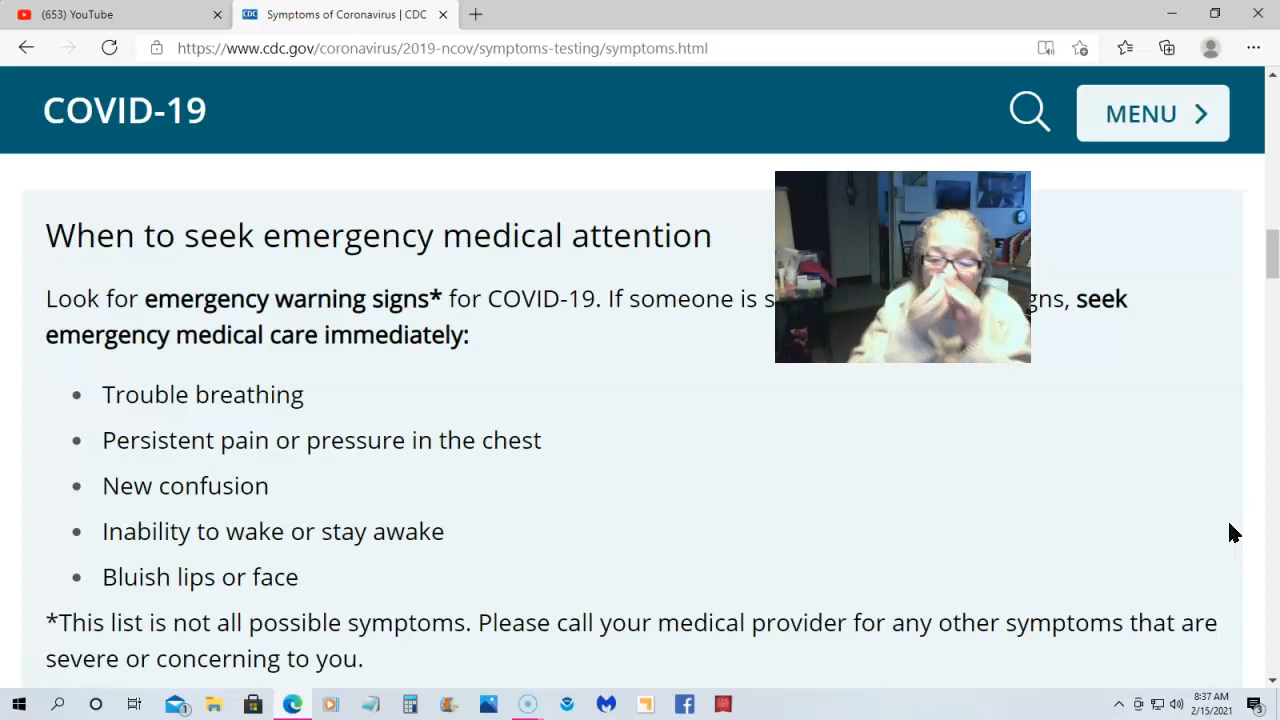 (653) YouTube
CDC Symptoms of Coronavirus | CDC
https://www.cdc.gov/coronavirus/2019-ncov/symptoms-testing/symptoms.html
COVID-19
MENU
When to seek emergency medical attention
Look for emergency warning signs* for COVID-19. If someone is s gns, seek
emergency medical care immediately:
• Trouble breathing
• Persistent pain or pressure in the chest
• New confusion
• Inability to wake or stay awake
• Bluish lips or face
*This list is not all possible symptoms. Please call your medical provider for any other symptoms that are
severe or concerning to you.
8:37 AM
2/15/2021